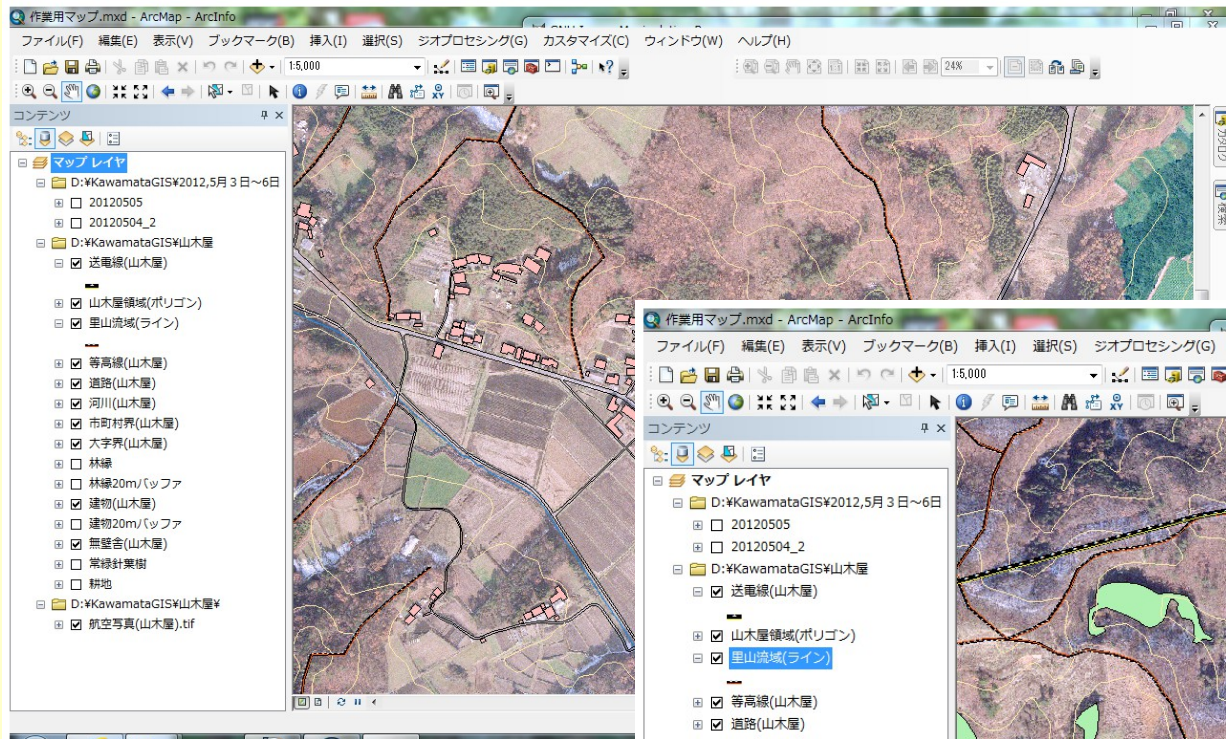 作業用マップ.mxd - ArcMap - ArcInfo
ファイル(F) 編集(E) 表示(V) ブックマーク(B) 挿入(I) 選択(S) ジオプロセシング(G) カスタマイズ(C) ウィンドウ(W) ヘルプ(H)
1:5,000
24%
コンテンツ
マップ レイヤ
D:¥KawamataGIS¥2012,5月3日～6日
20120505
20120504_2
D:¥KawamataGIS¥山木屋
送電線(山木屋)
山木屋領域(ポリゴン)
里山流域(ライン)
等高線(山木屋)
道路(山木屋)
河川(山木屋)
市町村界(山木屋)
大字界(山木屋)
林縁
林縁20mバッファ
建物(山木屋)
建物20mバッファ
無壁舎(山木屋)
常緑針葉樹
耕地
D:¥KawamataGIS¥山木屋¥
航空写真(山木屋).tif
カタログ
検索
作業用マップ.mxd - ArcMap - ArcInfo
ファイル(F) 編集(E) 表示(V) ブックマーク(B) 挿入(I) 選択(S) ジオプロセシング(G)
1:5,000
コンテンツ
マップ レイヤ
D:¥KawamataGIS¥2012,5月3日～6日
20120505
20120504_2
D:¥KawamataGIS¥山木屋
送電線(山木屋)
山木屋領域(ポリゴン)
里山流域(ライン)
等高線(山木屋)
道路(山木屋)